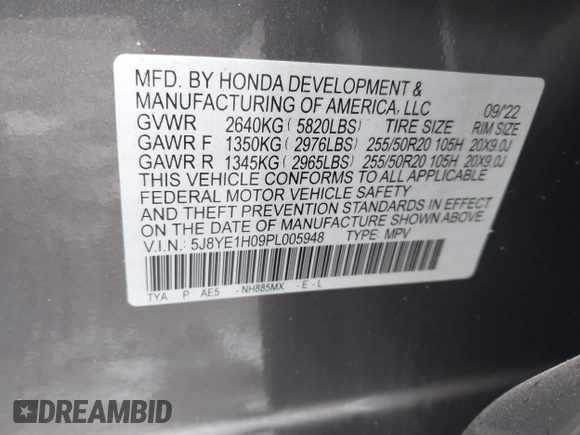 MFD. BY HONDA DEVELOPMENT &
MANUFACTURING OF AMERICA, LLC 09/22
GVWR 2640KG ( 5820LBS) TIRE SIZE RIM SIZE
GAWR F 1350KG ( 2976LBS) 255/50R20 105H 20X9.0J
GAWR R 1345KG ( 2965LBS) 255/50R20 105H 20X9.0J
THIS VEHICLE CONFORMS TO ALL APPLICABLE
FEDERAL MOTOR VEHICLE SAFETY
AND THEFT PREVENTION STANDARDS IN EFFECT
ON THE DATE OF MANUFACTURE SHOWN ABOVE.
V.I.N.: 5J8YE1H09PL005948 TYPE: MPV
TYA P AE5 - NH885MX - E - L
DREAMBID